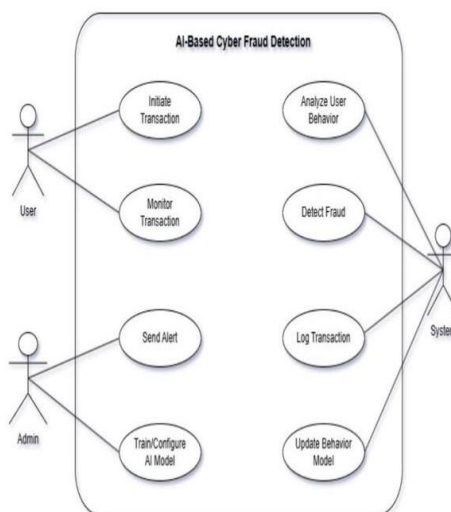 AI-Based Cyber Fraud Detection
Initiate
Transaction
Analyze User
Behavior
User
Monitor
Transaction
Detect Fraud
Send Alert
Log Transaction
System
Admin
Train/Configure
AI Model
Update Behavior
Model